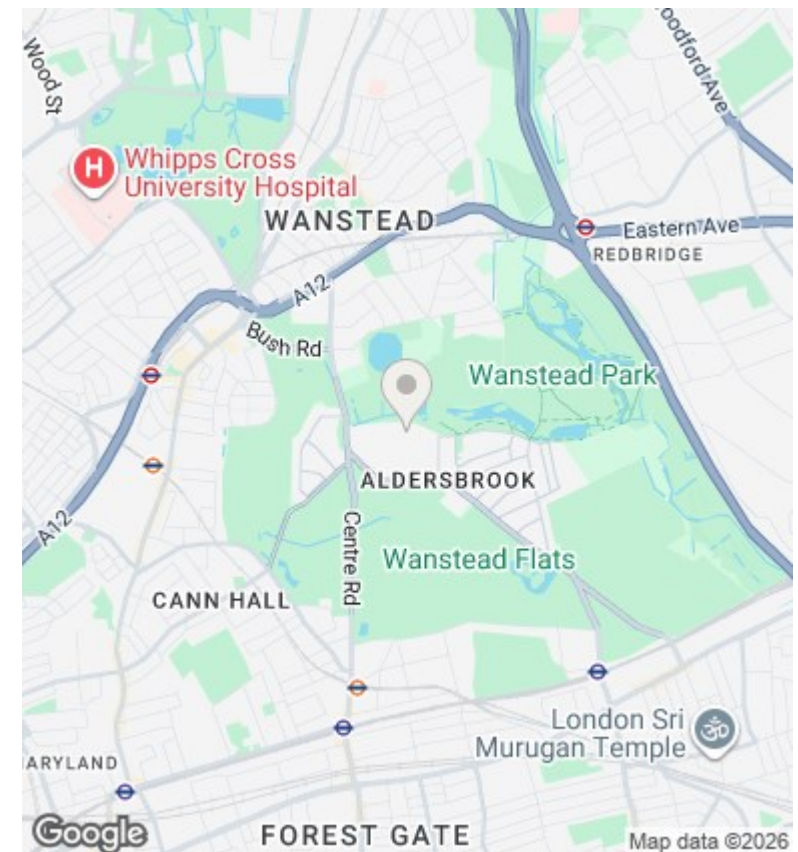 Wood St
oodford Ave
H
Whipps Cross
University Hospital
WANSTEAD
Eastern Ave
REDBRIDGE
A12
Bush Rd
Wanstead Park
ALDERSBROOK
A12
Centre Rd
Wanstead Flats
CANN HALL
London Sri
Murugan Temple
ॐ
ARYLAND
Google
FOREST GATE
Map data ©2026